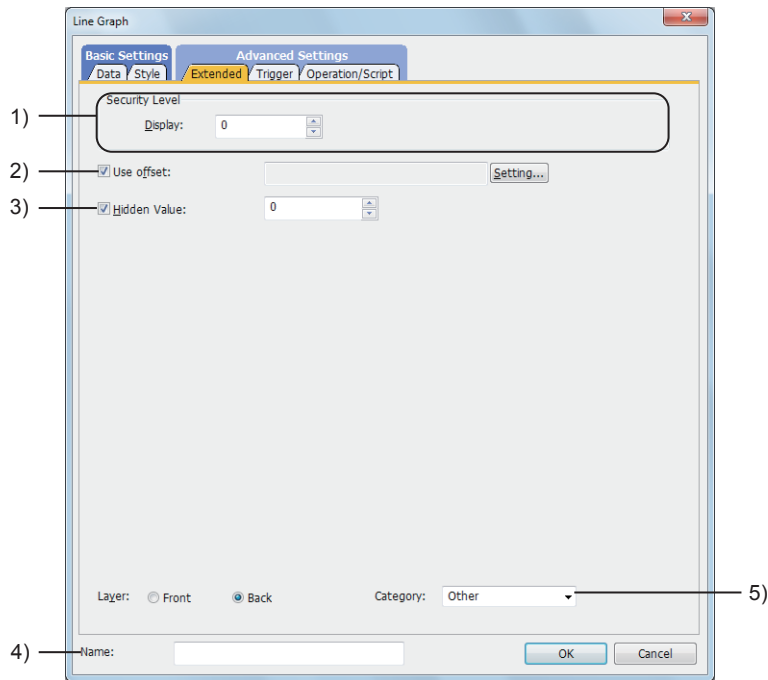 Line Graph
x
Basic Settings Advanced Settings
Data Style Extended Trigger Operation/Script
Security Level
1)
Display: 0
2)
Use offset: Setting...
3)
Hidden Value: 0
Layer: Front Back Category: Other
5)
4)
Name: OK Cancel